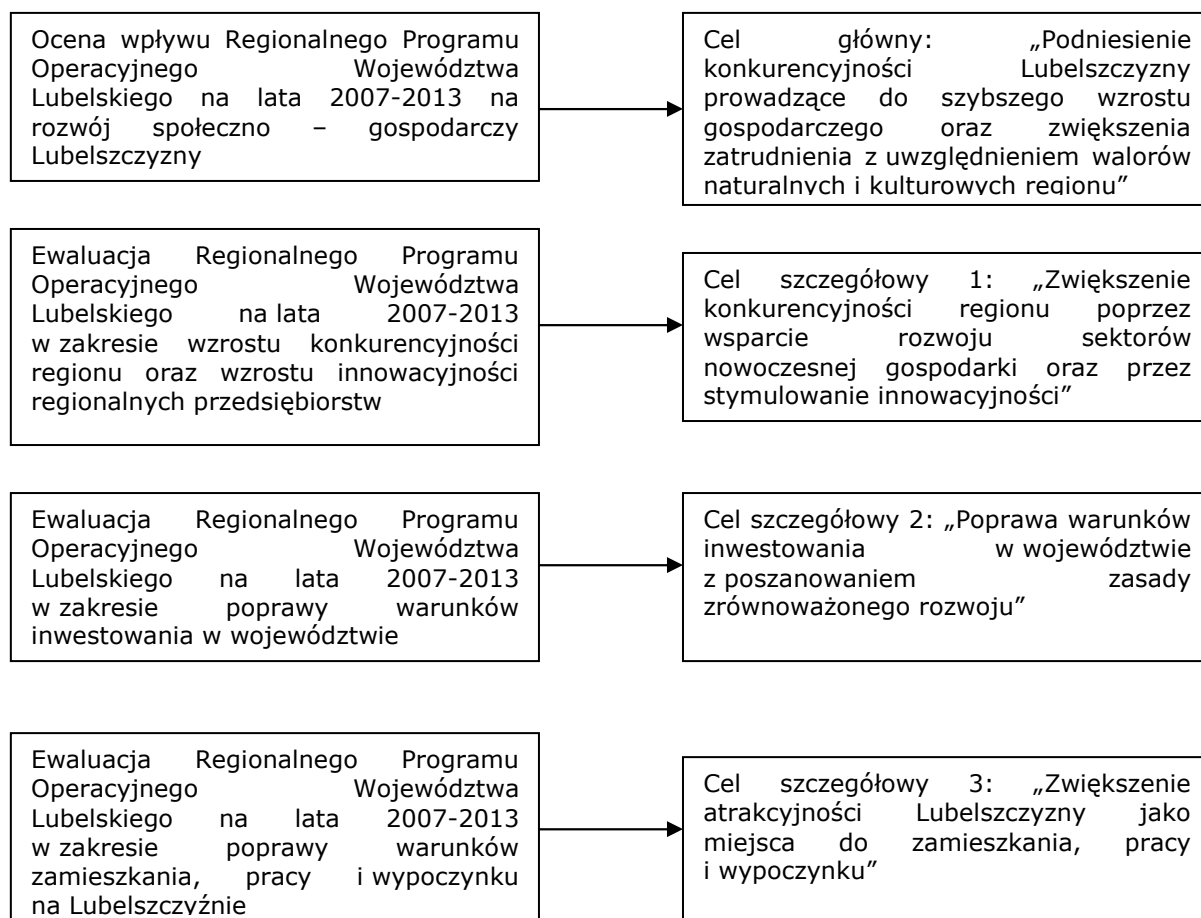 Ocena wpływu Regionalnego Programu
Operacyjnego Województwa
Lubelskiego na lata 2007-2013 na
rozwój społeczno – gospodarczy
Lubelszczyzny
Cel główny: „Podniesienie
konkurencyjności Lubelszczyzny
prowadzące do szybszego wzrostu
gospodarczego oraz zwiększenia
zatrudnienia z uwzględnieniem walorów
naturalnych i kulturowych regionu”
Ewaluacja Regionalnego Programu
Operacyjnego Województwa
Lubelskiego na lata 2007-2013
w zakresie wzrostu konkurencyjności
regionu oraz wzrostu innowacyjności
regionalnych przedsiębiorstw
Cel szczegółowy 1: „Zwiększenie
konkurencyjności regionu poprzez
wsparcie rozwoju sektorów
nowoczesnej gospodarki oraz przez
stymulowanie innowacyjności”
Ewaluacja Regionalnego Programu
Operacyjnego Województwa
Lubelskiego na lata 2007-2013
w zakresie poprawy warunków
inwestowania w województwie
Cel szczegółowy 2: „Poprawa warunków
inwestowania w województwie
z poszanowaniem zasady
zrównoważonego rozwoju”
Ewaluacja Regionalnego Programu
Operacyjnego Województwa
Lubelskiego na lata 2007-2013
w zakresie poprawy warunków
zamieszkania, pracy i wypoczynku
na Lubelszczyźnie
Cel szczegółowy 3: „Zwiększenie
atrakcyjności Lubelszczyzny jako
miejsca do zamieszkania, pracy
i wypoczynku”